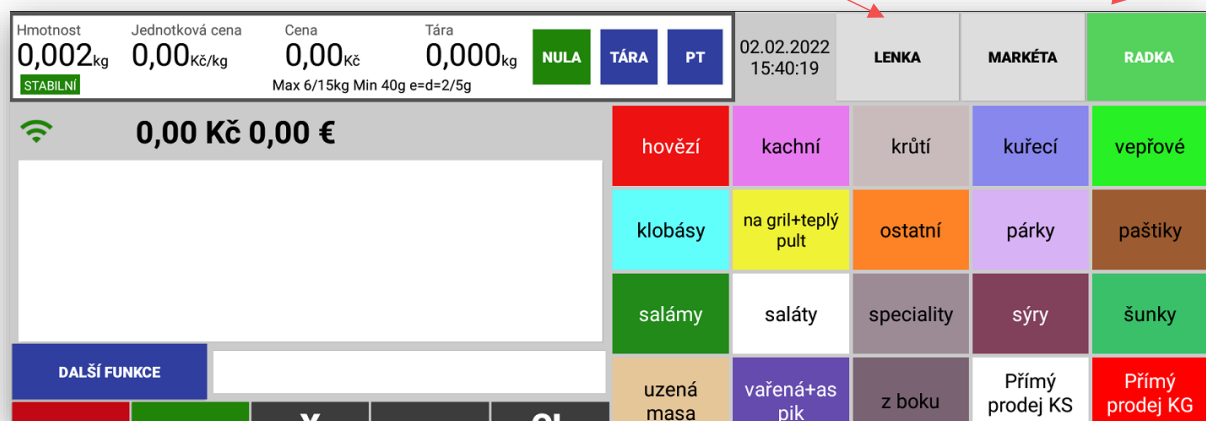 Hmotnost Jednotková cena Cena Tára
0,002kg 0,00Kč/kg 0,00Kč 0,000kg
STABILNÍ Max 6/15kg Min 40g e=d=2/5g
NULA TÁRA PT
02.02.2022
15:40:19
LENKA MARKÉTA RADKA
0,00 Kč 0,00 €
hovězí kachní krůtí kuřecí vepřové
klobásy na gril+teplý
pult ostatní párky paštiky
salámy saláty speciality sýry šunky
DALŠÍ FUNKCE
uzená
masa
vařená+as
pik
z boku
Přímý
prodej KS
Přímý
prodej KG